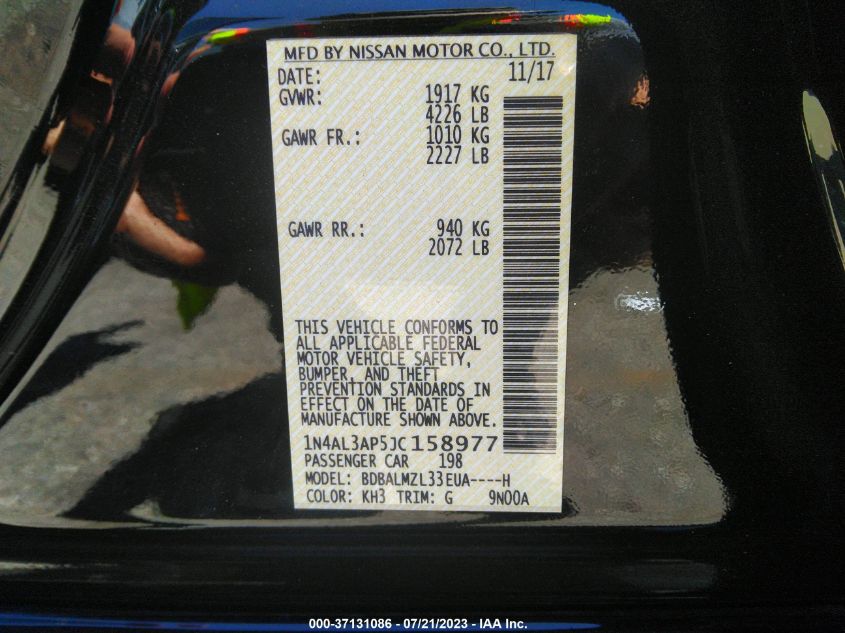 MFD BY NISSAN MOTOR CO., LTD.
DATE: 11/17
GVWR: 1917 KG
4226 LB
GAWR FR.: 1010 KG
2227 LB
GAWR RR.: 940 KG
2072 LB
THIS VEHICLE CONFORMS TO
ALL APPLICABLE FEDERAL
MOTOR VEHICLE SAFETY,
BUMPER, AND THEFT
PREVENTION STANDARDS IN
EFFECT ON THE DATE OF
MANUFACTURE SHOWN ABOVE.
1N4AL3AP5JC158977
PASSENGER CAR 198
MODEL: BDBALMZL33EUA----H
COLOR: KH3 TRIM: G 9N00A
000-37131086 - 07/21/2023 - IAA Inc.